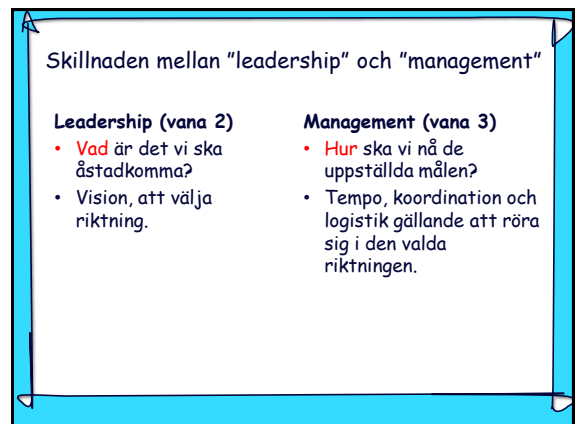 Skillnaden mellan ”leadership” och ”management”
Leadership (vana 2)
• Vad är det vi ska
åstadkomma?
• Vision, att välja
riktning.
Management (vana 3)
• Hur ska vi nå de
uppställda målen?
• Tempo, koordination och
logistik gällande att röra
sig i den valda
riktningen.